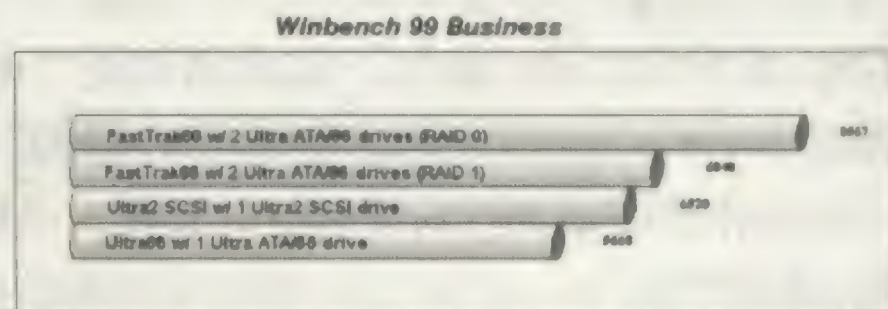 Winbench 99 Business
FastTrak66 w/ 2 Ultra ATA/66 drives (RAID 0)
FastTrak66 w/ 2 Ultra ATA/66 drives (RAID 1)
Ultra2 SCSI w/ 1 Ultra2 SCSI drive
Ultra66 w/ 1 Ultra ATA/66 drive